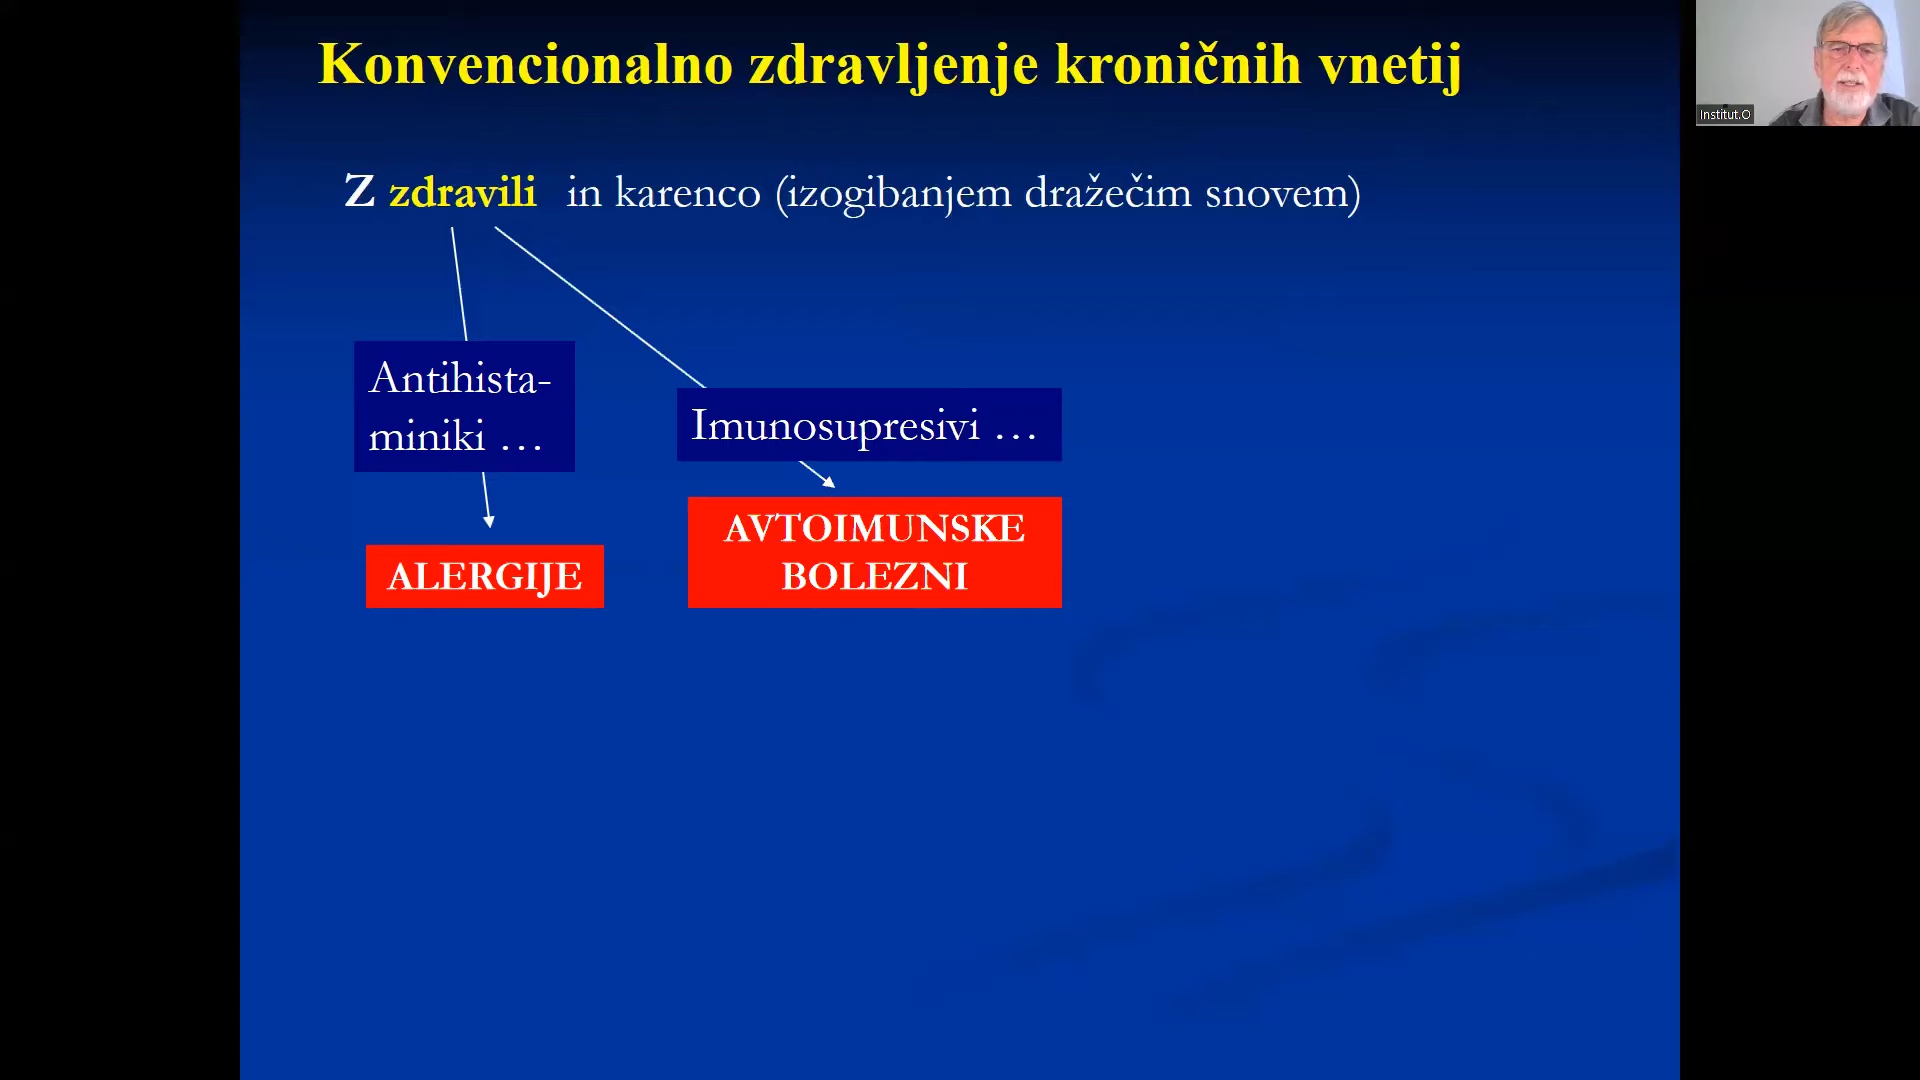 Konvencionalno zdravljenje kroničnih vnetij
Institut.O
Z zdravili in karenco (izogibanjem dražečim snovem)
Antihista-
miniki …
Imunosupresivi …
ALERGIJE
AVTOIMUNSKE
BOLEZNI